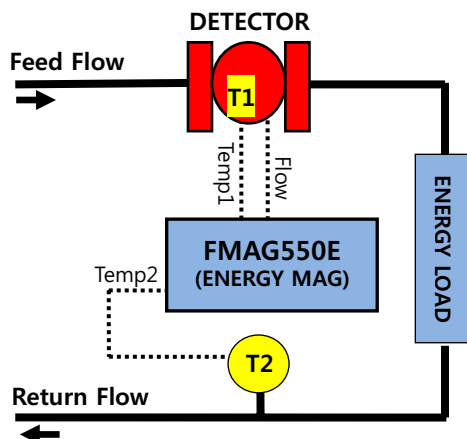 DETECTOR
Feed Flow
T1
Temp1
Flow
FMAG550E
(ENERGY MAG)
ENERGY LOAD
Temp2
T2
Return Flow